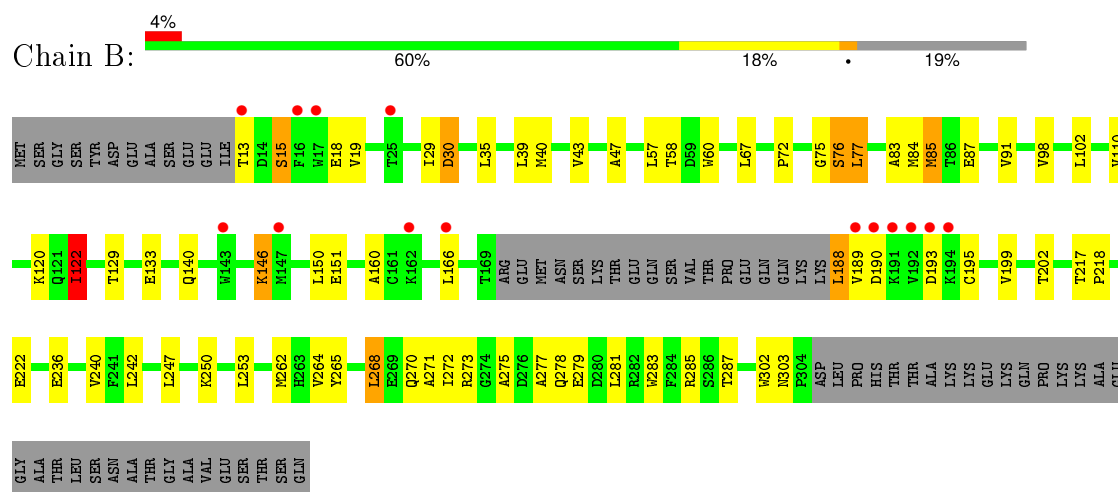 4%
Chain B:
60% 18% • 19%
MET SER GLY SER TYR ASP GLU ALA SER GLU GLU ILE T13 D14 S15 F16 W17 E18 V19 T25 I29 D30 L35 L39 M40 V43 A47 L57 T58 D59 W60 L67 P72 G75 S76 L77 A83 M84 M85 T86 E87 V91 V98 L102
K120 Q121 I122 T129 E133 Q140 W143 K146 M147 L150 E151 A160 C161 K162 L166 T169 ARG GLU MET ASN SER LYS THR GLU GLN SER VAL THR PRO GLU GLN GLN LYS LYS L188 V189 D190 K191 V192 D193 K194 C195 V199 T202 T217 P218
E222 E236 V240 F241 L242 L247 K250 L253 M262 H263 V264 Y265 L268 E269 Q270 A271 I272 R273 G274 A275 D276 A277 Q278 E279 D280 L281 R282 W283 F284 R285 S286 T287 W302 N303 P304 ASP LEU PRO HIS THR THR ALA LYS LYS GLU LYS GLN PRO LYS LYS ALA GLU
GLY ALA THR LEU SER ASN ALA THR GLY ALA VAL GLU SER THR SER GLN